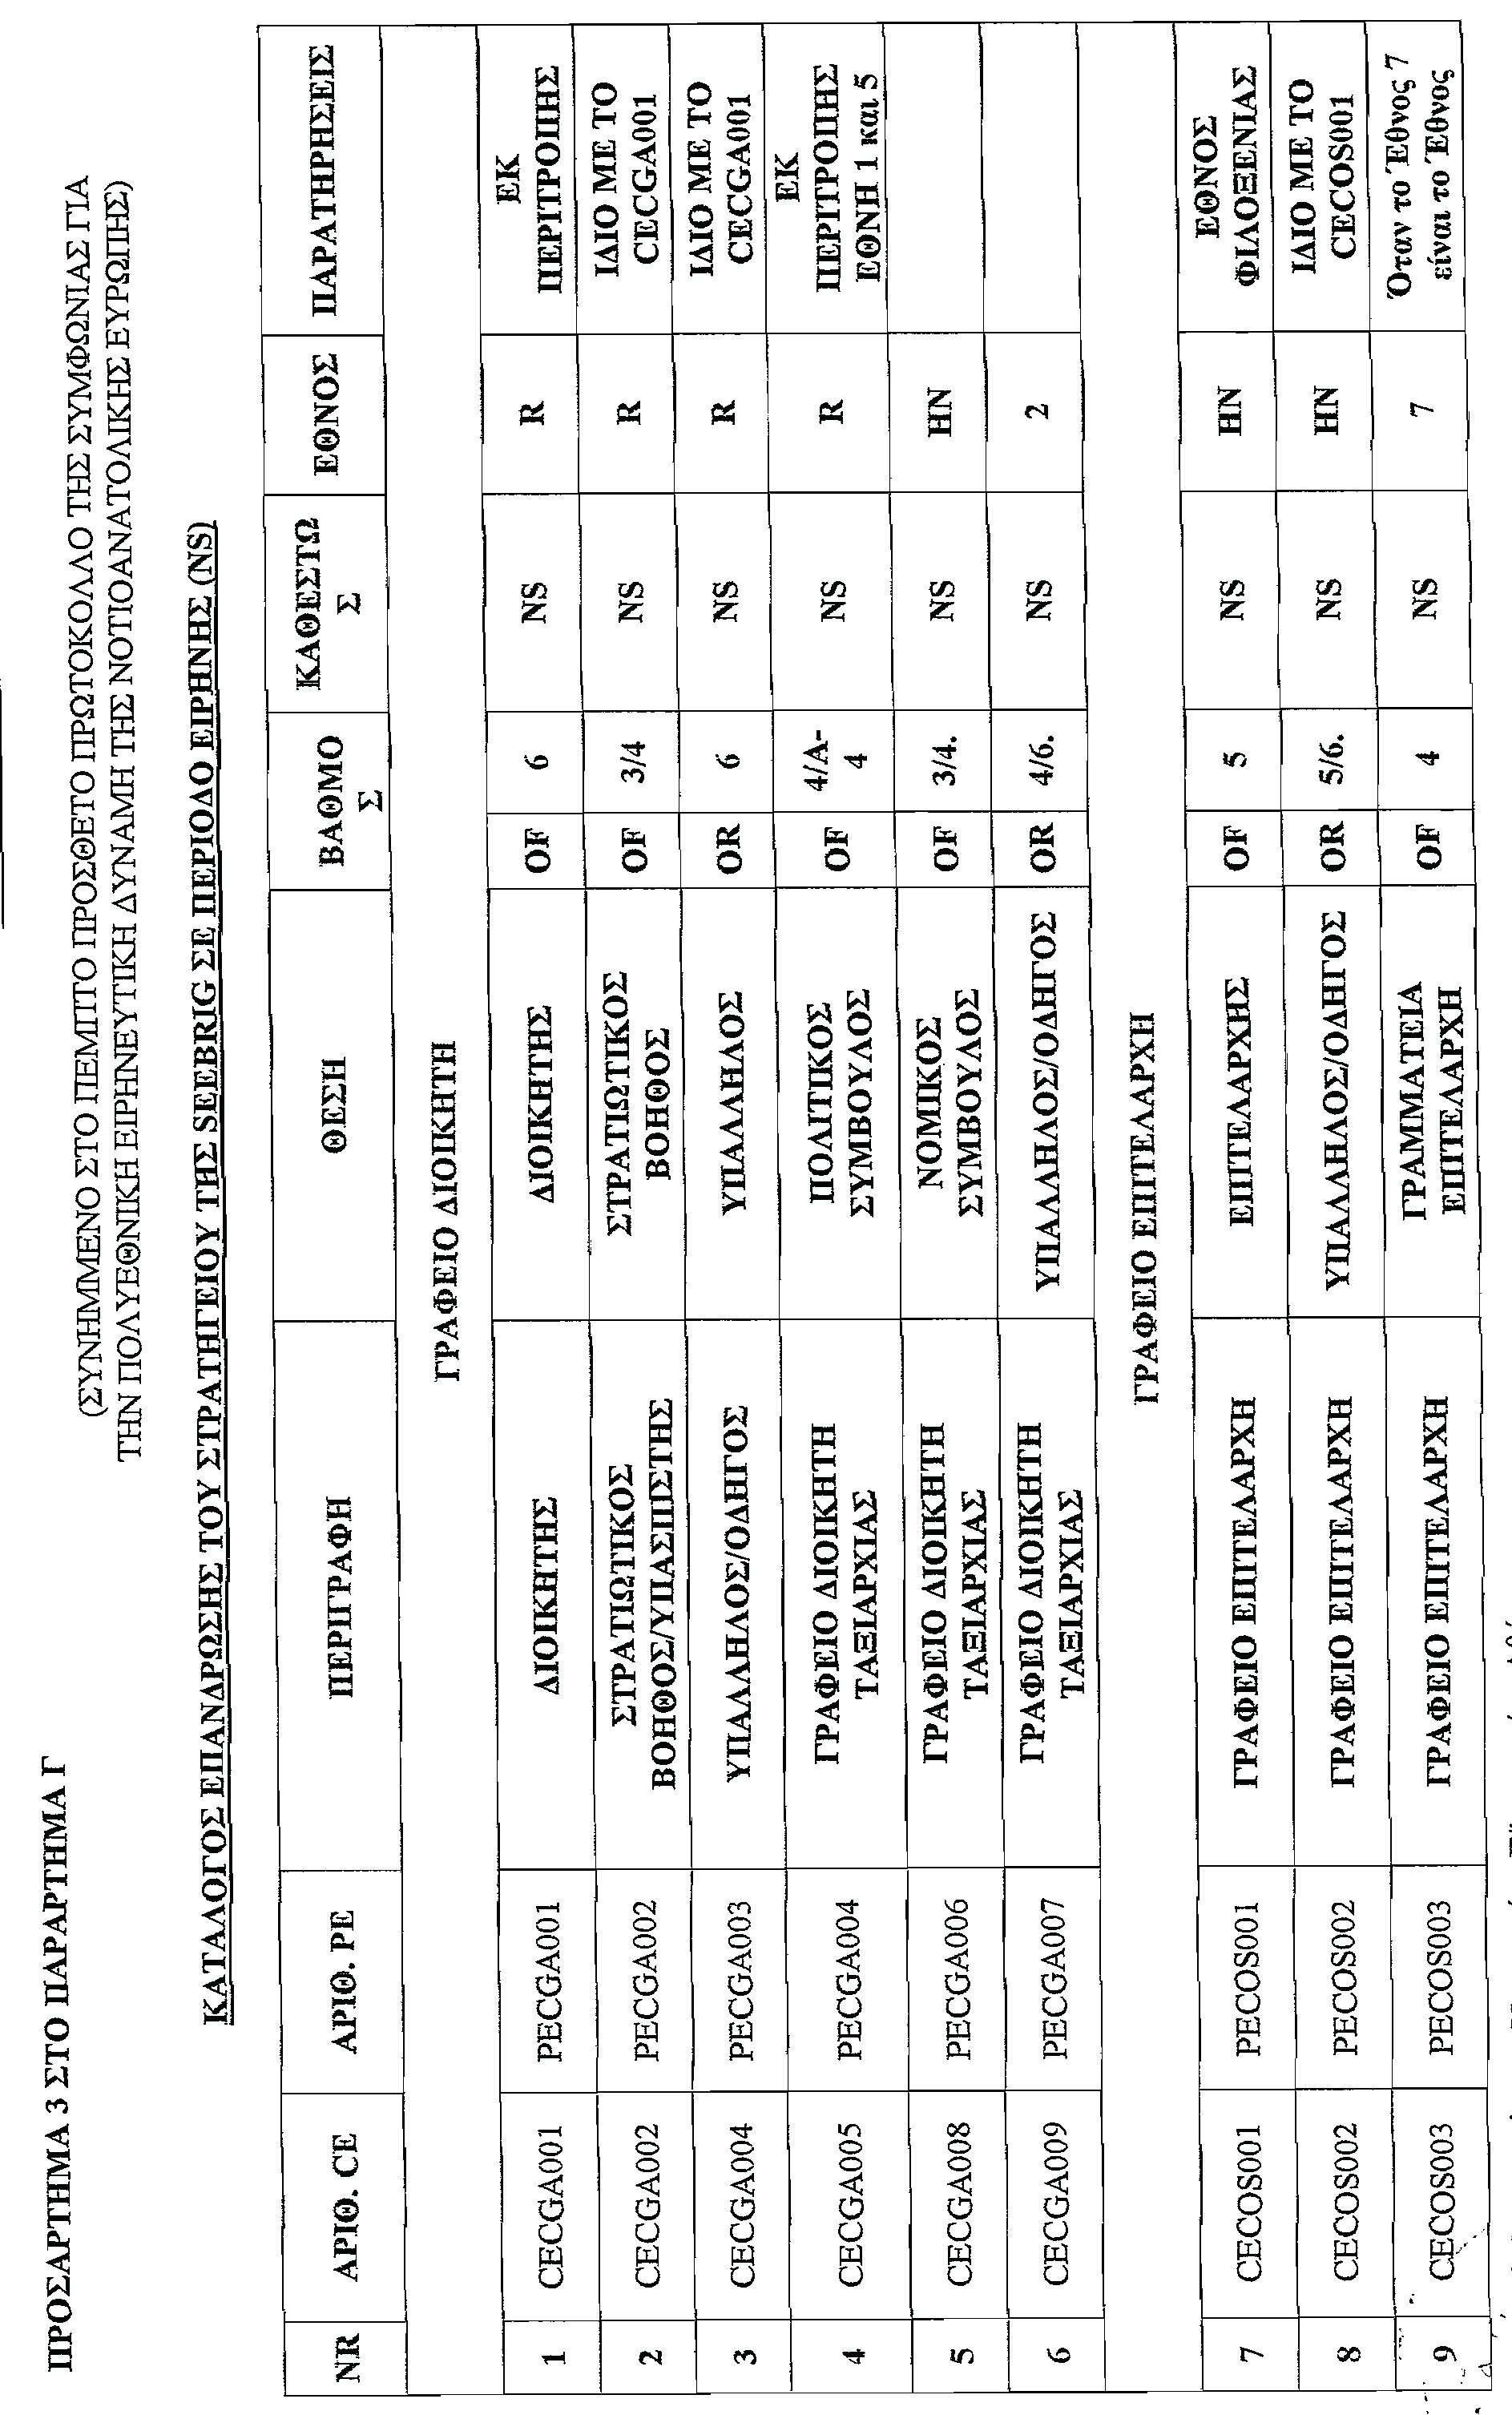 ΠΡΟΣΑΡΤΗΜΑ 3 ΣΤΟ ΠΑΡΑΡΤΗΜΑ Γ
(ΣΥΝΗΜΜΕΝΟ ΣΤΟ ΠΕΜΠΤΟ ΠΡΟΣΘΕΤΟ ΠΡΩΤΟΚΟΛΛΟ ΤΗΣ ΣΥΜΦΩΝΙΑΣ ΓΙΑ
ΤΗΝ ΠΟΛΥΕΘΝΙΚΗ ΕΙΡΗΝΕΥΤΙΚΗ ΔΥΝΑΜΗ ΤΗΣ ΝΟΤΙΟΑΝΑΤΟΛΙΚΗΣ ΕΥΡΩΠΗΣ)
ΚΑΤΑΛΟΓΟΣ ΕΠΑΝΔΡΩΣΗΣ ΤΟΥ ΣΤΡΑΤΗΓΕΙΟΥ ΤΗΣ SEEBRIG ΣΕ ΠΕΡΙΟΔΟ ΕΙΡΗΝΗΣ (NS)
NR ΑΡΙΘ. CE ΑΡΙΘ. PE ΠΕΡΙΓΡΑΦΗ ΘΕΣΗ ΒΑΘΜΟ ΚΑΘΕΣΤΩ ΕΘΝΟΣ ΠΑΡΑΤΗΡΗΣΕΙΣ
Σ Σ
ΓΡΑΦΕΙΟ ΔΙΟΙΚΗΤΗ
1 CECGA001 PECGA001 ΔΙΟΙΚΗΤΗΣ ΔΙΟΙΚΗΤΗΣ OF 6 NS R ΕΚ
ΠΕΡΙΤΡΟΠΗΣ
2 CECGA002 PECGA002 ΣΤΡΑΤΙΩΤΙΚΟΣ ΣΤΡΑΤΙΩΤΙΚΟΣ OF 3/4 NS R ΙΔΙΟ ΜΕ ΤΟ
ΒΟΗΘΟΣ/ΥΠΑΣΠΙΣΤΗΣ ΒΟΗΘΟΣ CECGA001
3 CECGA004 PECGA003 ΥΠΑΛΛΗΛΟΣ/ΟΔΗΓΟΣ ΥΠΑΛΛΗΛΟΣ OR 6 NS R ΙΔΙΟ ΜΕ ΤΟ
CECGA001
4 CECGA005 PECGA004 ΓΡΑΦΕΙΟ ΔΙΟΙΚΗΤΗ ΠΟΛΙΤΙΚΟΣ OF 4/Α- NS R ΕΚ
ΤΑΞΙΑΡΧΙΑΣ ΣΥΜΒΟΥΛΟΣ 4 ΠΕΡΙΤΡΟΠΗΣ
ΕΘΝΗ 1 και 5
5 CECGA008 PECGA006 ΓΡΑΦΕΙΟ ΔΙΟΙΚΗΤΗ ΝΟΜΙΚΟΣ OF 3/4. NS HN
ΤΑΞΙΑΡΧΙΑΣ ΣΥΜΒΟΥΛΟΣ
6 CECGA009 PECGA007 ΓΡΑΦΕΙΟ ΔΙΟΙΚΗΤΗ ΥΠΑΛΛΗΛΟΣ/ΟΔΗΓΟΣ OR 4/6. NS 2
ΤΑΞΙΑΡΧΙΑΣ
ΓΡΑΦΕΙΟ ΕΠΙΤΕΛΑΡΧΗ
7 CECOS001 PECOS001 ΓΡΑΦΕΙΟ ΕΠΙΤΕΛΑΡΧΗ ΕΠΙΤΕΛΑΡΧΗΣ OF 5 NS HN ΕΘΝΟΣ
ΦΙΛΟΞΕΝΙΑΣ
8 CECOS002 PECOS002 ΓΡΑΦΕΙΟ ΕΠΙΤΕΛΑΡΧΗ ΥΠΑΛΛΗΛΟΣ/ΟΔΗΓΟΣ OR 5/6. NS HN ΙΔΙΟ ΜΕ ΤΟ
CECOS001
9 CECOS003 PECOS003 ΓΡΑΦΕΙΟ ΕΠΙΤΕΛΑΡΧΗ ΓΡΑΜΜΑΤΕΙΑ OF 4 NS 7 Όταν το Έθνος 7
ΕΠΙΤΕΛΑΡΧΗ είναι το Έθνος